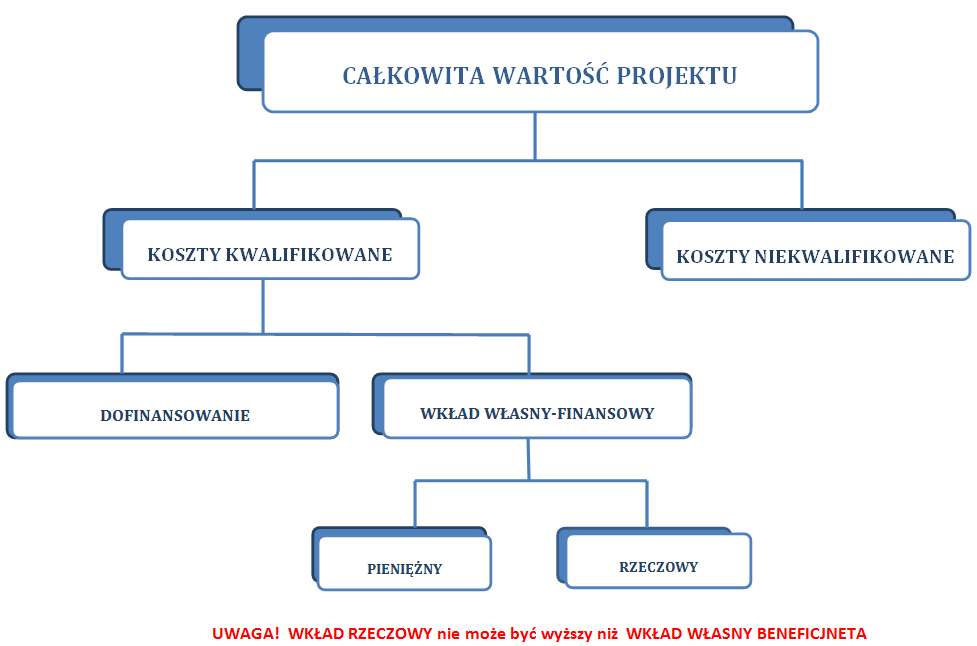 CAŁKOWITA WARTOŚĆ PROJEKTU
KOSZTY KWALIFIKOWANE
KOSZTY NIEKWALIFIKOWANE
DOFINANSOWANIE
WKŁAD WŁASNY-FINANSOWY
PIENIĘŻNY
RZECZOWY
UWAGA! WKŁAD RZECZOWY nie może być wyższy niż WKŁAD WŁASNY BENEFICJNETA